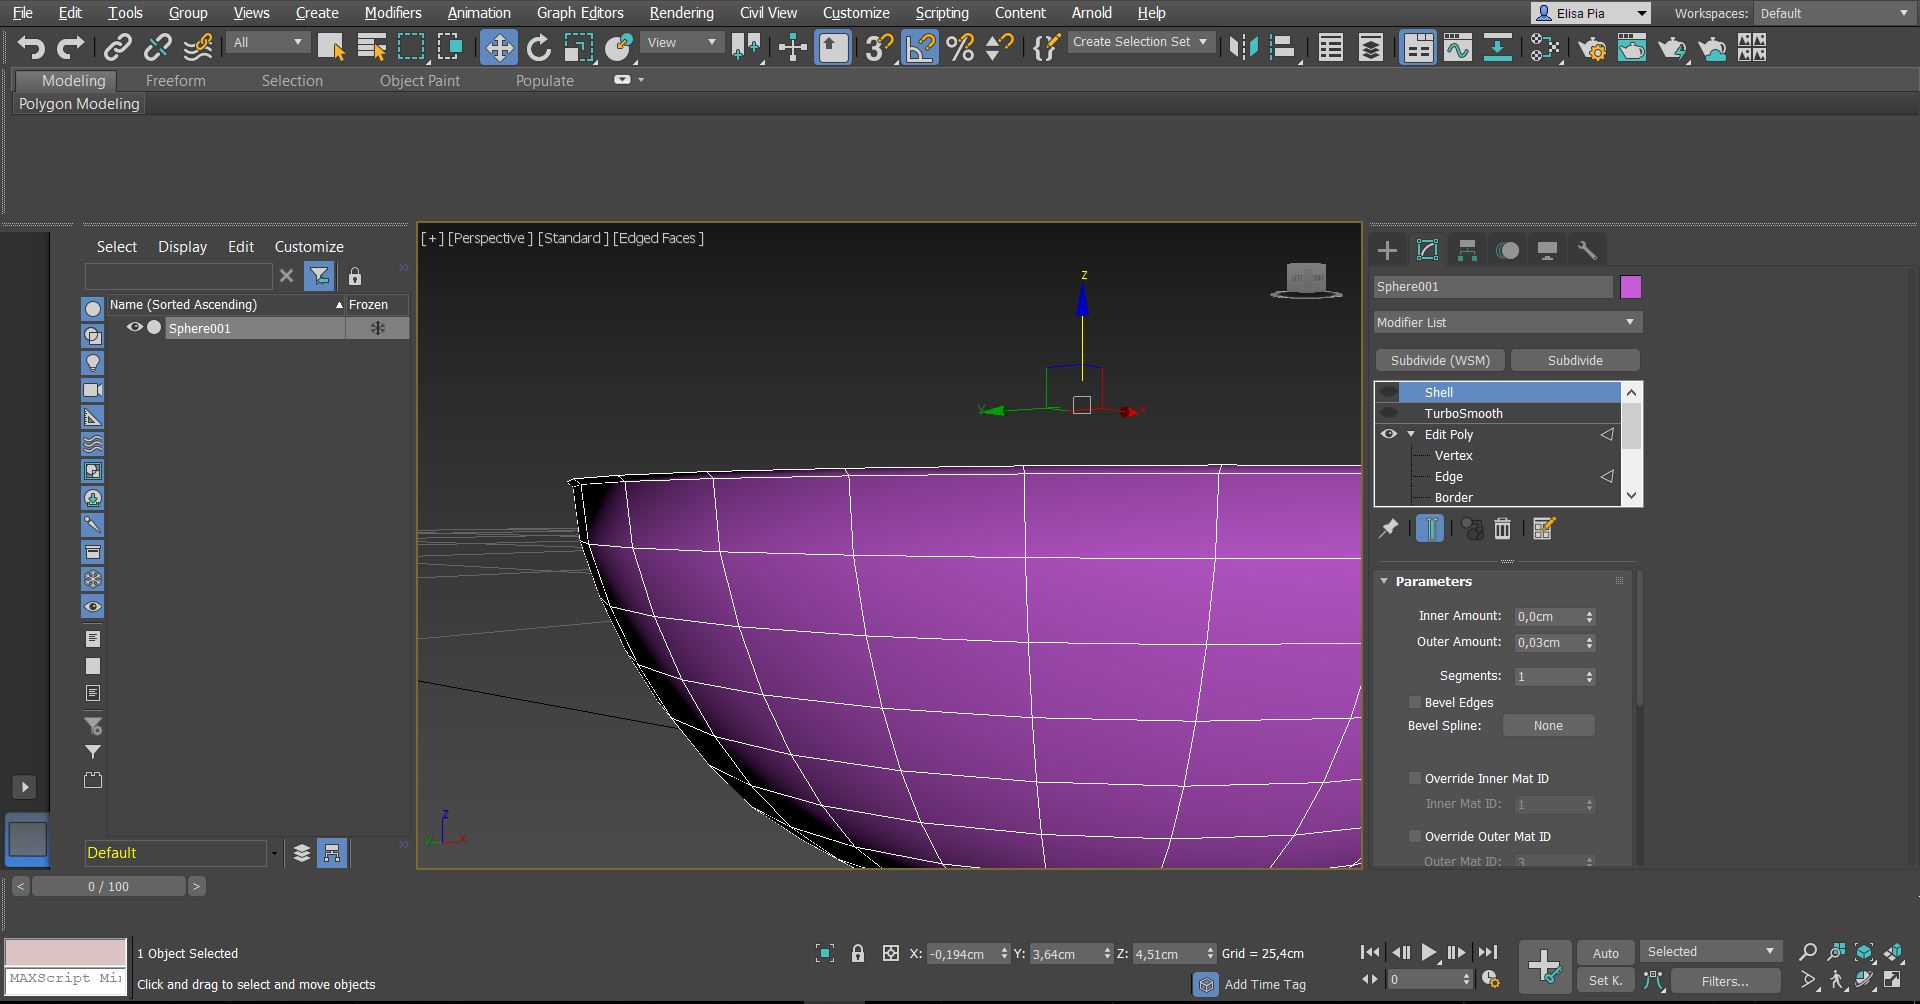 File Edit Tools Group Views Create Modifiers Animation Graph Editors Rendering Civil View Customize Scripting Content Arnold Help
Elisa Pia
Workspaces: Default
All
View
Create Selection Set
Modeling Freeform Selection Object Paint Populate
Polygon Modeling
Select Display Edit Customize
Name (Sorted Ascending) Frozen
Sphere001
Default
[+] [Perspective ] [Standard ] [Edged Faces ]
z
y
x
z
y
x
Sphere001
Modifier List
Subdivide (WSM) Subdivide
Shell
TurboSmooth
Edit Poly
Vertex
Edge
Border
Parameters
Inner Amount: 0,0cm
Outer Amount: 0,03cm
Segments: 1
Bevel Edges
Bevel Spline: None
Override Inner Mat ID
Inner Mat ID: 1
Override Outer Mat ID
Outer Mat ID: 3
< 0 / 100 >
1 Object Selected
MAXScript Mi
Click and drag to select and move objects
X: -0,194cm Y: 3,64cm Z: 4,51cm Grid = 25,4cm
Add Time Tag
0
Auto Selected
Set K. Filters...